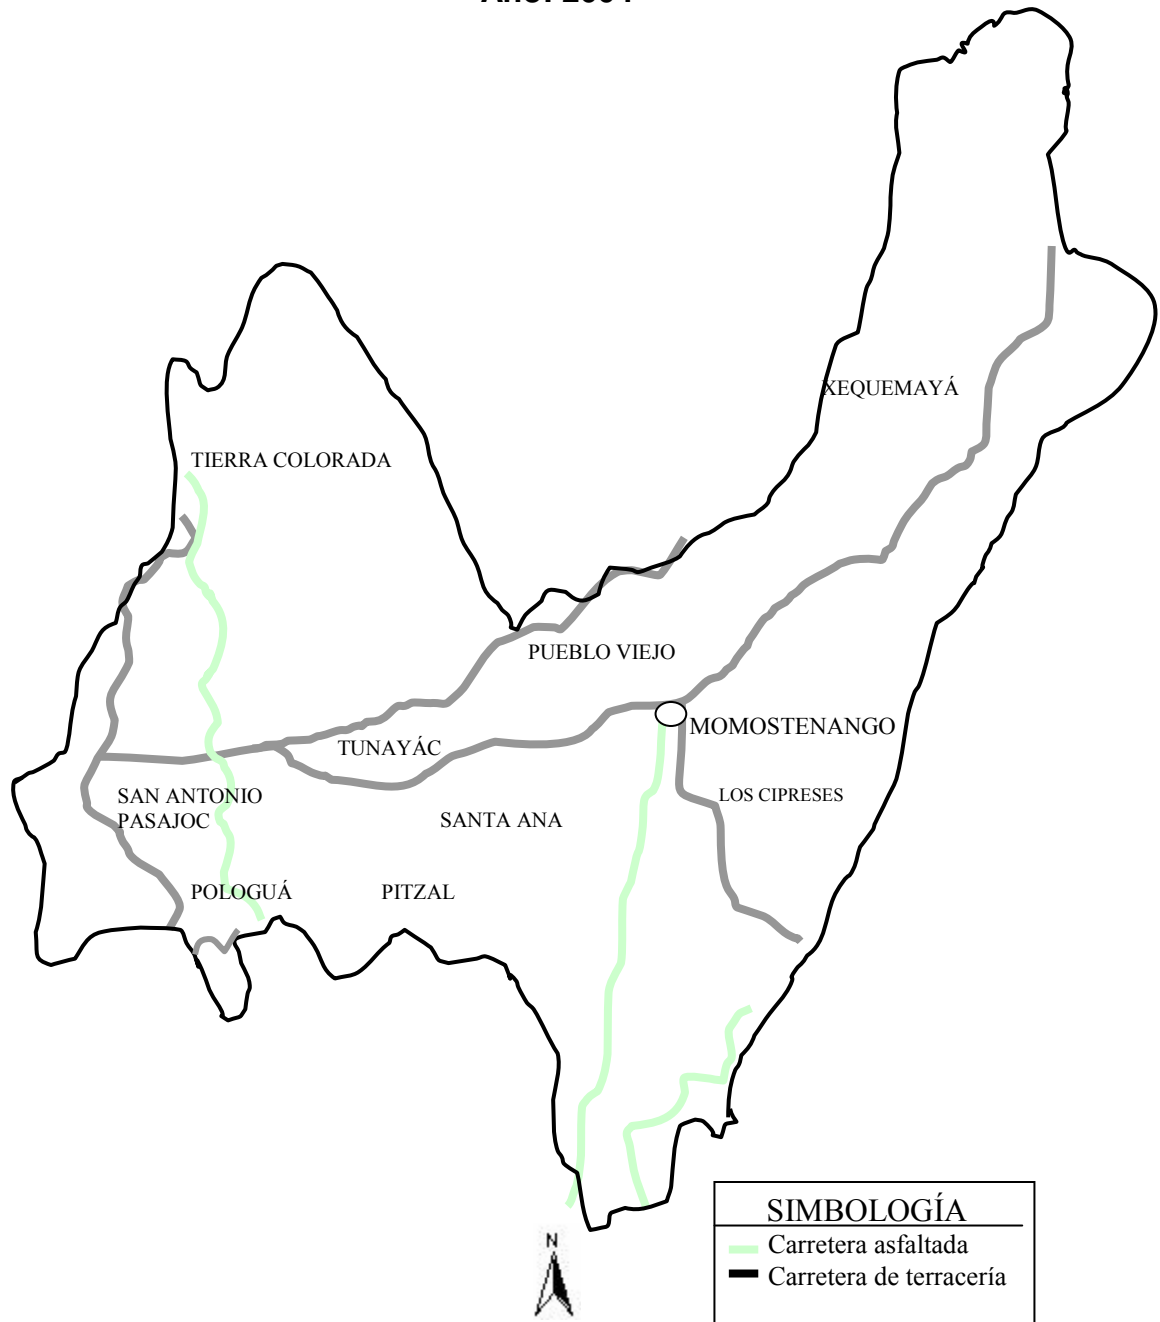 XEQUEMAYÁ
TIERRA COLORADA
PUEBLO VIEJO
MOMOSTENANGO
TUNAYÁC
LOS CIPRESES
SAN ANTONIO
PASAJOC
SANTA ANA
POLOGUÁ
PITZAL
SIMBOLOGÍA
Carretera asfaltada
Carretera de terracería
N